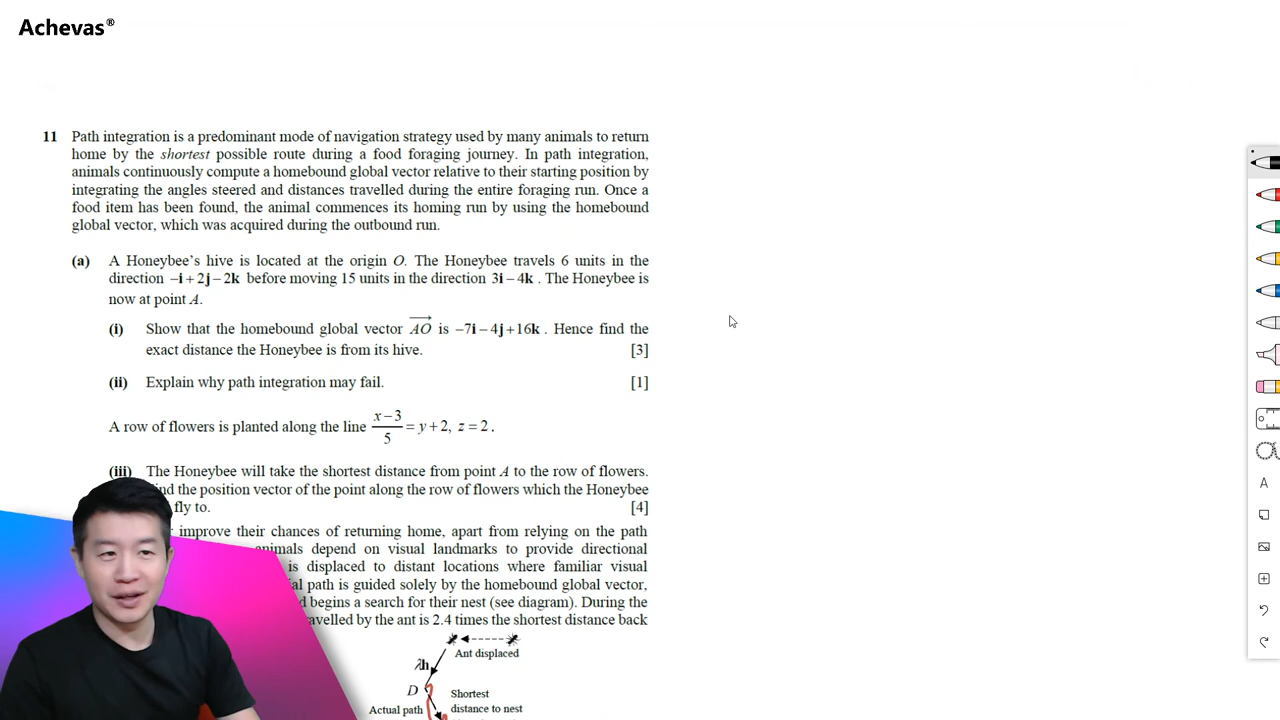 Achevas®
11 Path integration is a predominant mode of navigation strategy used by many animals to return
home by the shortest possible route during a food foraging journey. In path integration,
animals continuously compute a homebound global vector relative to their starting position by
integrating the angles steered and distances travelled during the entire foraging run. Once a
food item has been found, the animal commences its homing run by using the homebound
global vector, which was acquired during the outbound run.
(a) A Honeybee's hive is located at the origin O. The Honeybee travels 6 units in the
direction −i + 2j − 2k before moving 15 units in the direction 3i − 4k . The Honeybee is
now at point A.
(i) Show that the homebound global vector AO is −7i − 4j + 16k . Hence find the
exact distance the Honeybee is from its hive. [3]
(ii) Explain why path integration may fail. [1]
A row of flowers is planted along the line (x−3)/5 = y + 2, z = 2 .
(iii) The Honeybee will take the shortest distance from point A to the row of flowers.
the position vector of the point along the row of flowers which the Honeybee
fly to. [4]
improve their chances of returning home, apart from relying on the path
animals depend on visual landmarks to provide directional
is displaced to distant locations where familiar visual
path is guided solely by the homebound global vector,
begins a search for their nest (see diagram). During the
travelled by the ant is 2.4 times the shortest distance back
Ant displaced
λh
D
Shortest
Actual path
distance to nest
A